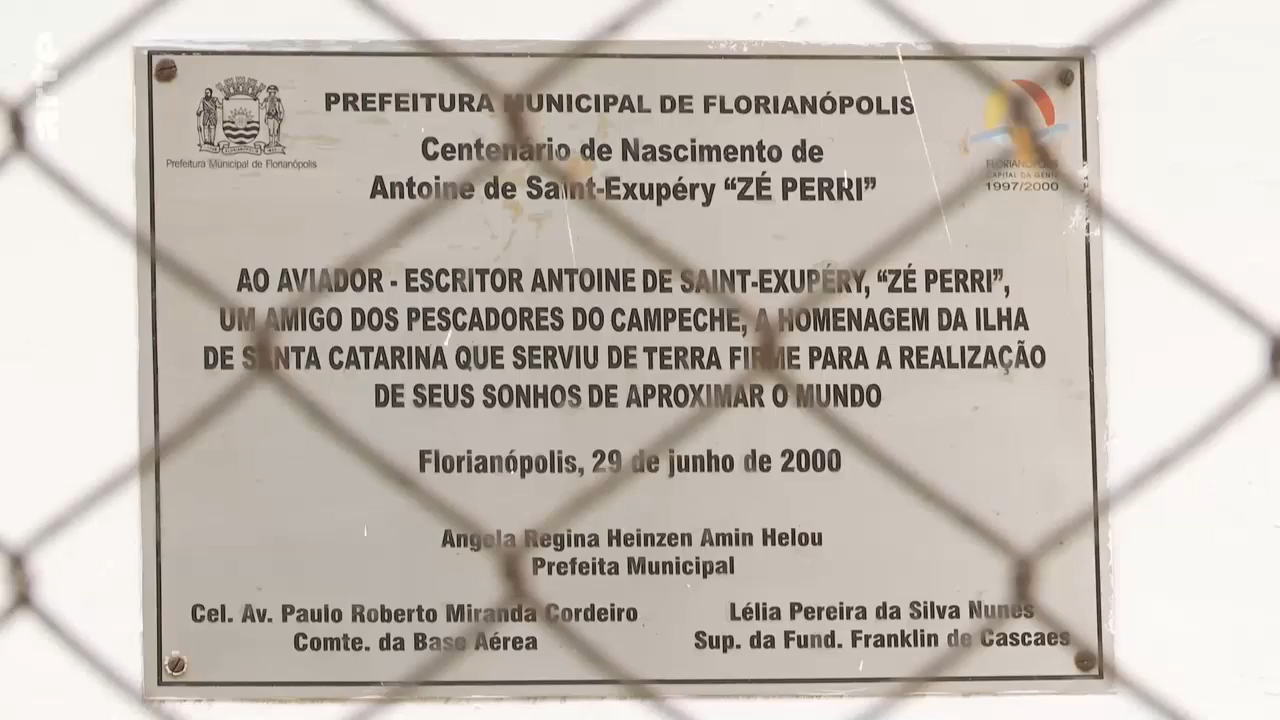 arte
PREFEITURA MUNICIPAL DE FLORIANÓPOLIS
Centenário de Nascimento de
Antoine de Saint-Exupéry “ZÉ PERRI”
Prefeitura Municipal de Florianópolis
FLORIANÓPOLIS
CAPITAL DA GENTE
1997/2000
AO AVIADOR - ESCRITOR ANTOINE DE SAINT-EXUPÉRY, “ZÉ PERRI”,
UM AMIGO DOS PESCADORES DO CAMPECHE, A HOMENAGEM DA ILHA
DE SANTA CATARINA QUE SERVIU DE TERRA FIRME PARA A REALIZAÇÃO
DE SEUS SONHOS DE APROXIMAR O MUNDO
Florianópolis, 29 de junho de 2000
Angela Regina Heinzen Amin Helou
Prefeita Municipal
Cel. Av. Paulo Roberto Miranda Cordeiro
Comte. da Base Aérea
Lélia Pereira da Silva Nunes
Sup. da Fund. Franklin de Cascaes